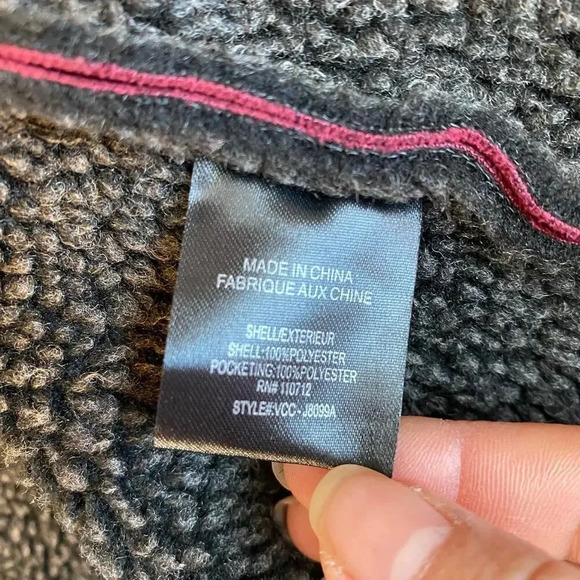 MADE IN CHINA
FABRIQUE AUX CHINE
SHELL/EXTERIEUR
SHELL:100%POLYESTER
POCKETING:100%POLYESTER
RN# 110712
STYLE#:VCC-J8099A